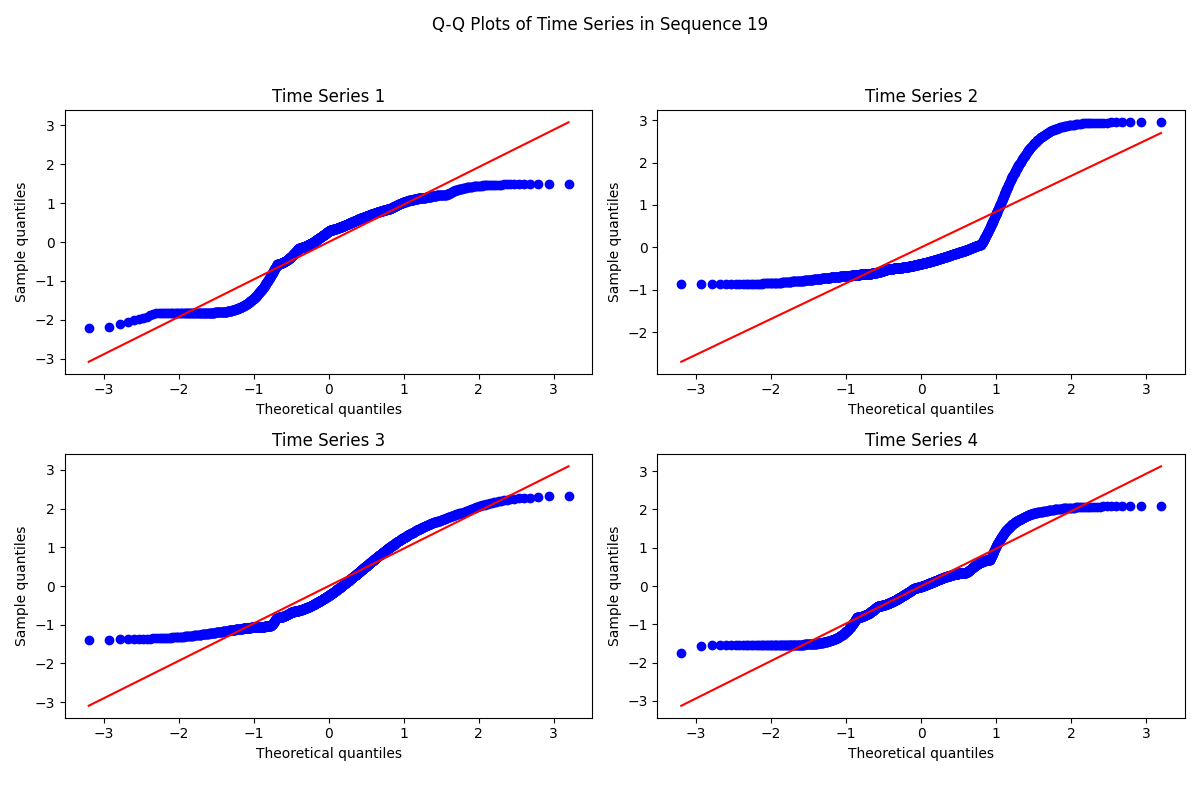 Q-Q Plots of Time Series in Sequence 19
Time Series 1
3
2
1
0
−1
−2
−3
Sample quantiles
−3 −2 −1 0 1 2 3
Theoretical quantiles
Time Series 2
3
2
1
0
−1
−2
Sample quantiles
−3 −2 −1 0 1 2 3
Theoretical quantiles
Time Series 3
3
2
1
0
−1
−2
−3
Sample quantiles
−3 −2 −1 0 1 2 3
Theoretical quantiles
Time Series 4
3
2
1
0
−1
−2
−3
Sample quantiles
−3 −2 −1 0 1 2 3
Theoretical quantiles